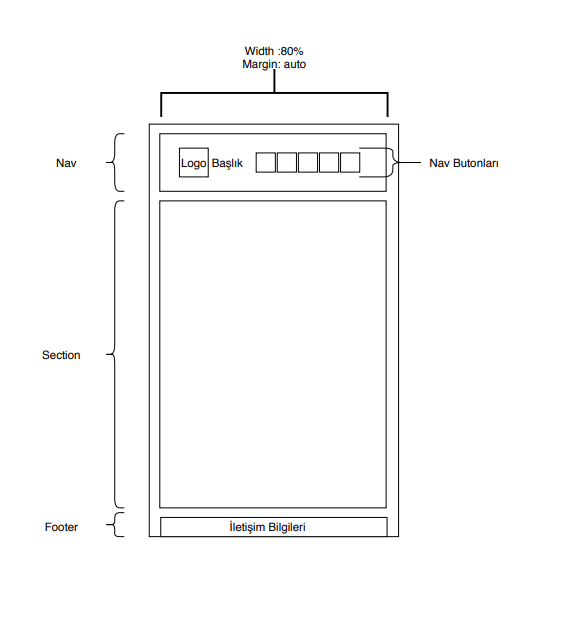 Width :80%
Margin: auto
Nav
Logo Başlık
Nav Butonları
Section
Footer
İletişim Bilgileri